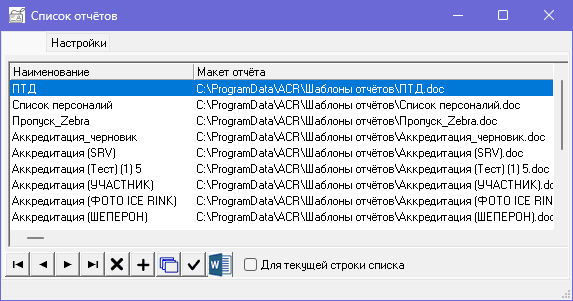 Список отчётов
Настройки
Наименование Макет отчёта
ПТД C:\ProgramData\ACR\Шаблоны отчётов\ПТД.doc
Список персоналий C:\ProgramData\ACR\Шаблоны отчётов\Список персоналий.doc
Пропуск_Zebra C:\ProgramData\ACR\Шаблоны отчётов\Пропуск_Zebra.doc
Аккредитация_черновик C:\ProgramData\ACR\Шаблоны отчётов\Аккредитация_черновик.doc
Аккредитация (SRV) C:\ProgramData\ACR\Шаблоны отчётов\Аккредитация (SRV).doc
Аккредитация (Тест) (1) 5 C:\ProgramData\ACR\Шаблоны отчётов\Аккредитация (Тест) (1) 5.doc
Аккредитация (УЧАСТНИК) C:\ProgramData\ACR\Шаблоны отчётов\Аккредитация (УЧАСТНИК).do
Аккредитация (ФОТО ICE RINK) C:\ProgramData\ACR\Шаблоны отчётов\Аккредитация (ФОТО ICE RIN
Аккредитация (ШЕПЕРОН) C:\ProgramData\ACR\Шаблоны отчётов\Аккредитация (ШЕПЕРОН).doc
Для текущей строки списка